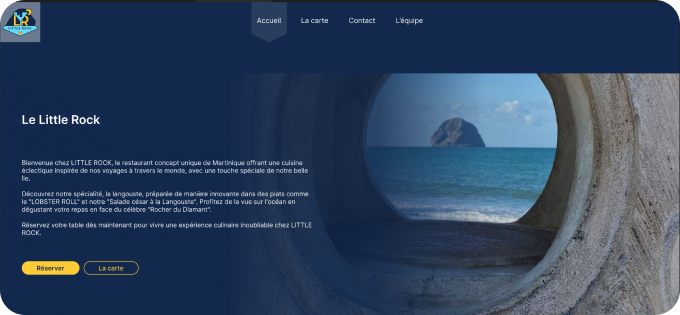 LR
LITTLE ROCK
Accueil
La carte
Contact
L'équipe
Le Little Rock
Bienvenue chez LITTLE ROCK, le restaurant concept unique de Martinique offrant une cuisine
éclectique inspirée de nos voyages à travers le monde, avec une touche spéciale de notre belle
île.
Découvrez notre spécialité, la langouste, préparée de manière innovante dans des plats comme
le "LOBSTER ROLL" et notre "Salade césar à la Langouste". Profitez de la vue sur l'océan en
dégustant votre repas en face du célèbre "Rocher du Diamant".
Réservez votre table dès maintenant pour vivre une expérience culinaire inoubliable chez LITTLE
ROCK.
Réserver
La carte